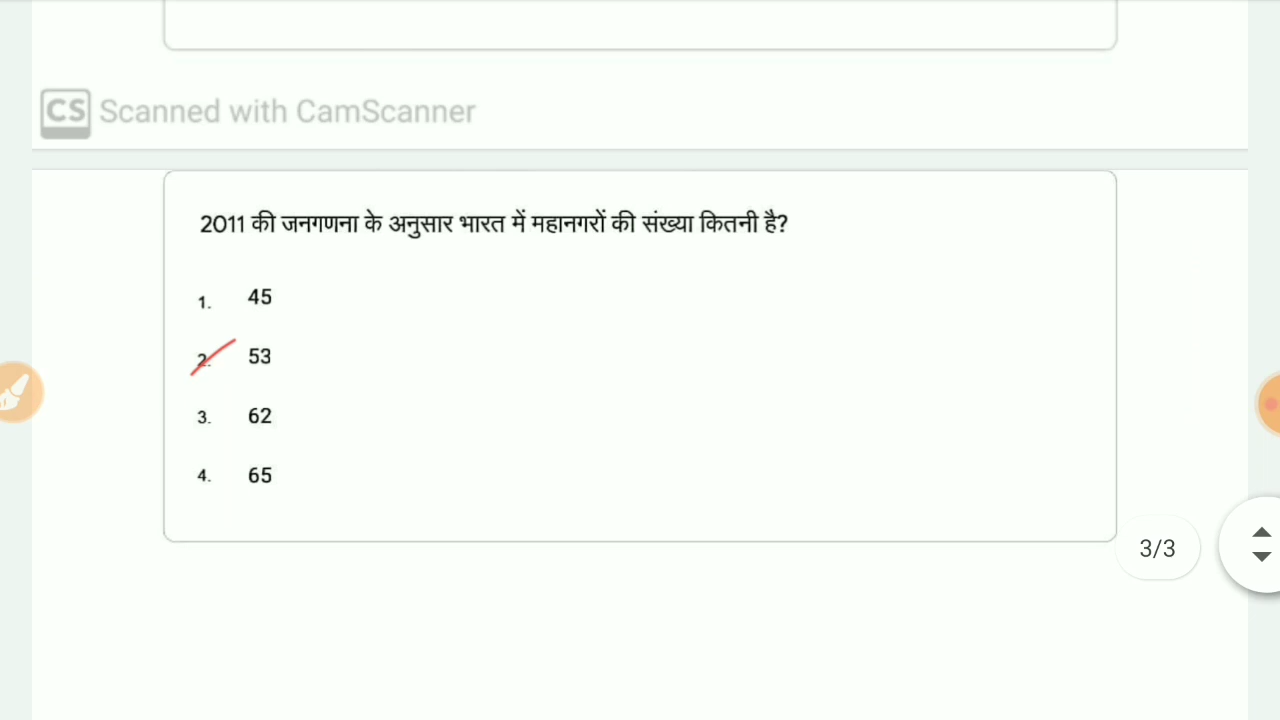 CS Scanned with CamScanner
2011 की जनगणना के अनुसार भारत में महानगरों की संख्या कितनी है?
1. 45
2. 53
3. 62
4. 65
3/3